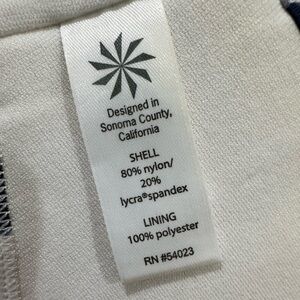 Designed in
Sonoma County,
California
SHELL
80% nylon/
20%
lycra®spandex
LINING
100% polyester
RN #54023